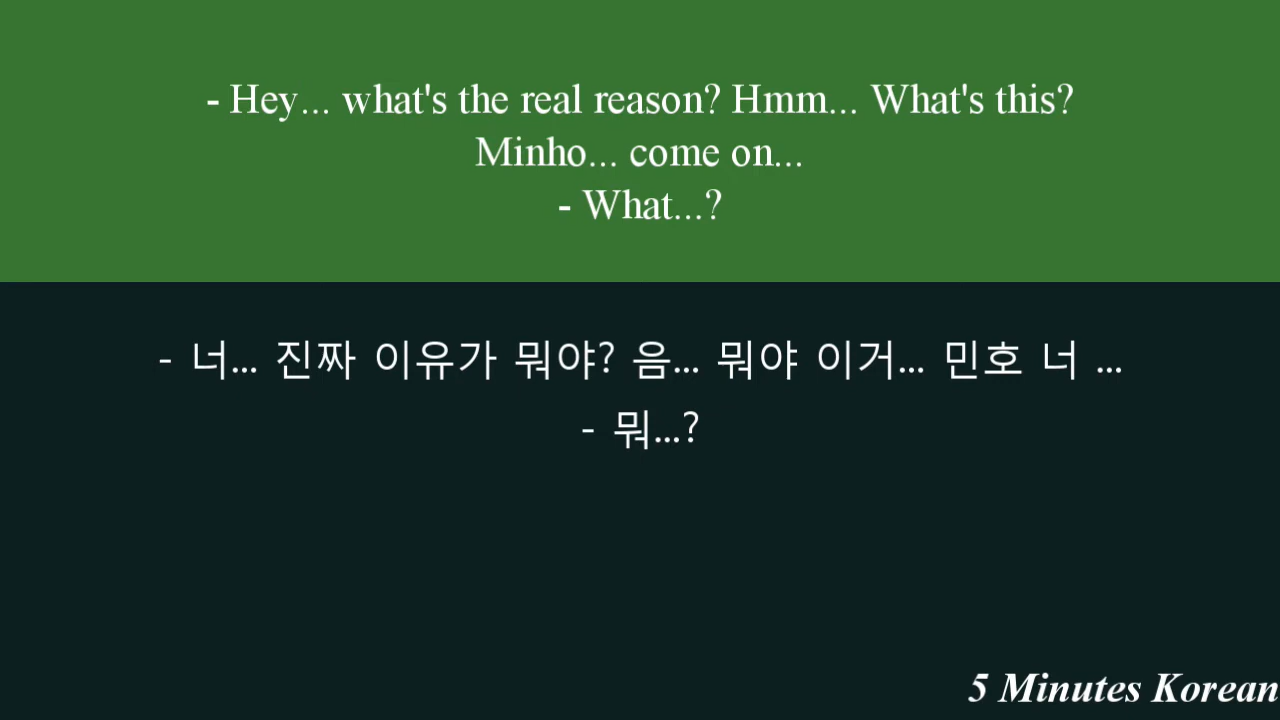 - Hey... what's the real reason? Hmm... What's this?
Minho... come on...
- What...?
- 너... 진짜 이유가 뭐야? 음... 뭐야 이거... 민호 너 ...
- 뭐...?
5 Minutes Korean